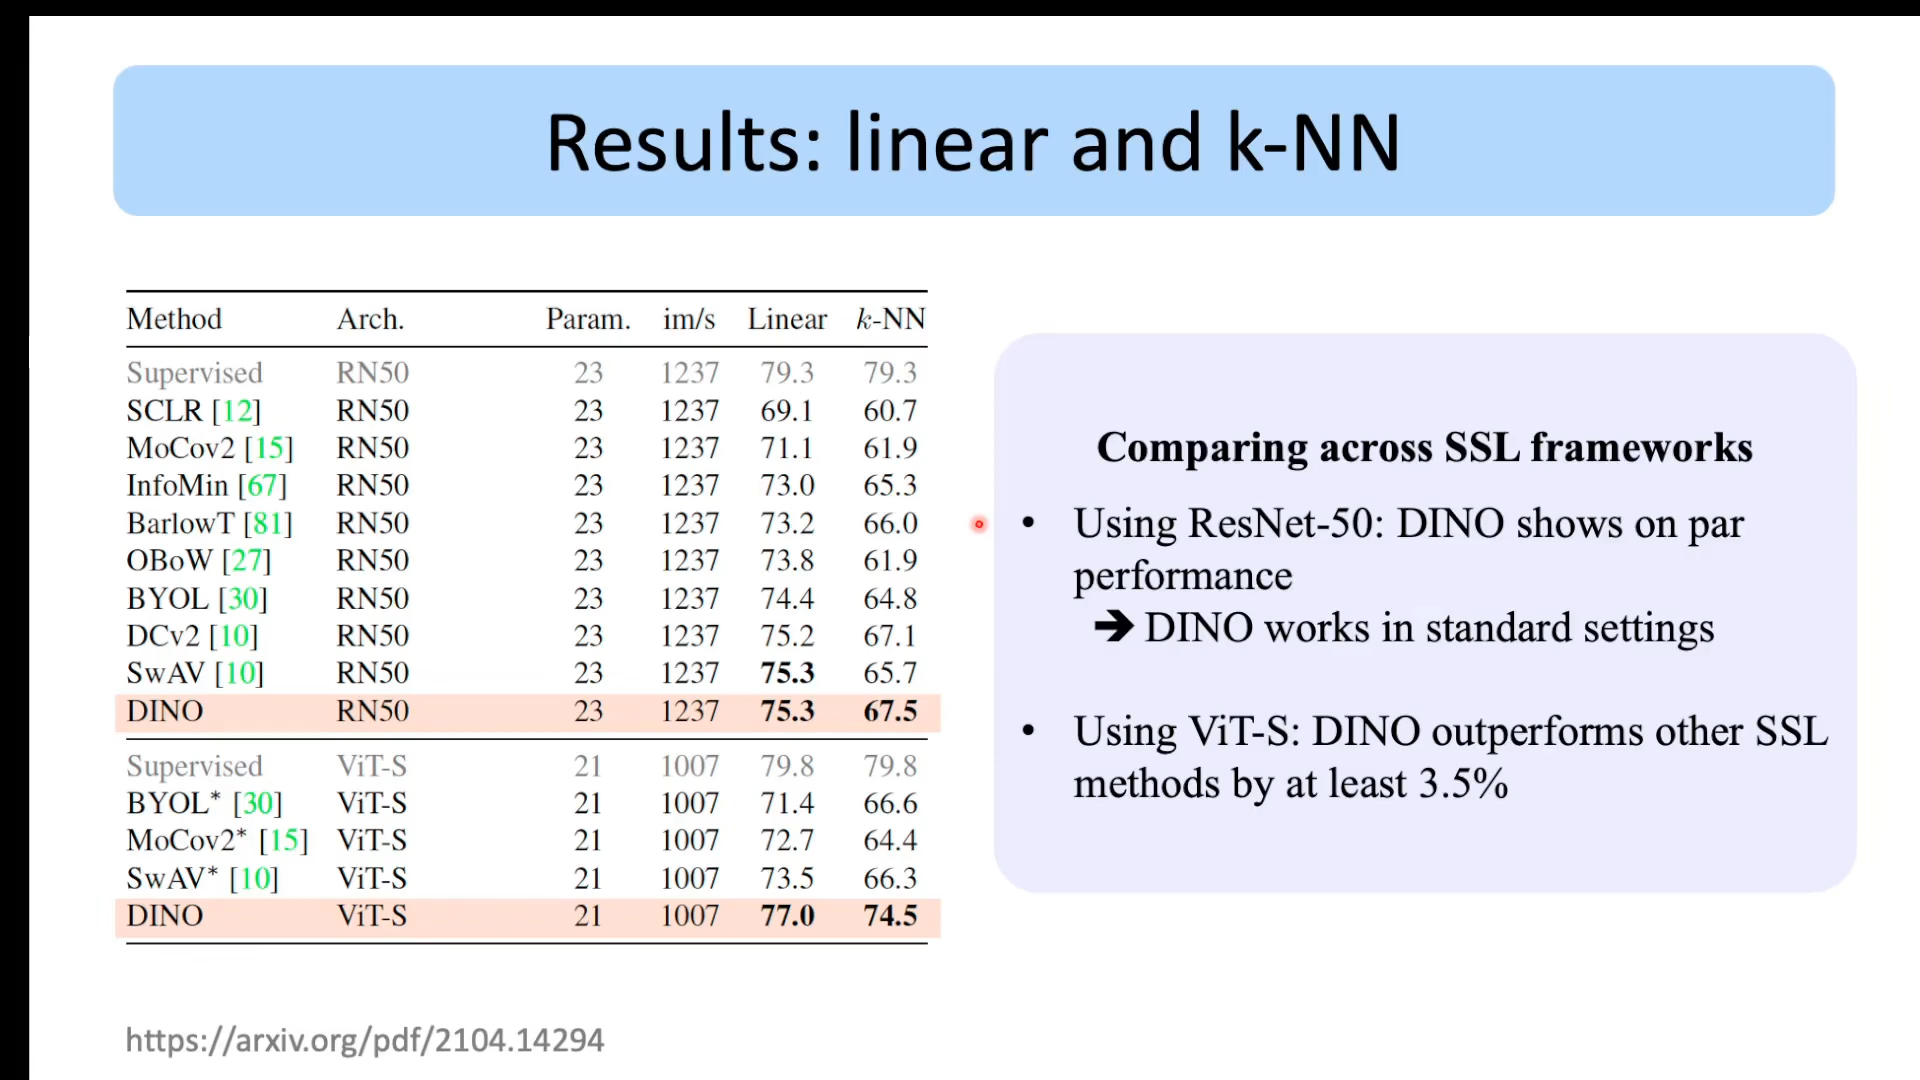 Results: linear and k-NN
Method Arch. Param. im/s Linear k-NN
Supervised RN50 23 1237 79.3 79.3
SCLR [12] RN50 23 1237 69.1 60.7
MoCov2 [15] RN50 23 1237 71.1 61.9
InfoMin [67] RN50 23 1237 73.0 65.3
BarlowT [81] RN50 23 1237 73.2 66.0
OBoW [27] RN50 23 1237 73.8 61.9
BYOL [30] RN50 23 1237 74.4 64.8
DCv2 [10] RN50 23 1237 75.2 67.1
SwAV [10] RN50 23 1237 75.3 65.7
DINO RN50 23 1237 75.3 67.5
Supervised ViT-S 21 1007 79.8 79.8
BYOL* [30] ViT-S 21 1007 71.4 66.6
MoCov2* [15] ViT-S 21 1007 72.7 64.4
SwAV* [10] ViT-S 21 1007 73.5 66.3
DINO ViT-S 21 1007 77.0 74.5
Comparing across SSL frameworks
• Using ResNet-50: DINO shows on par
performance
➔ DINO works in standard settings
• Using ViT-S: DINO outperforms other SSL
methods by at least 3.5%
https://arxiv.org/pdf/2104.14294